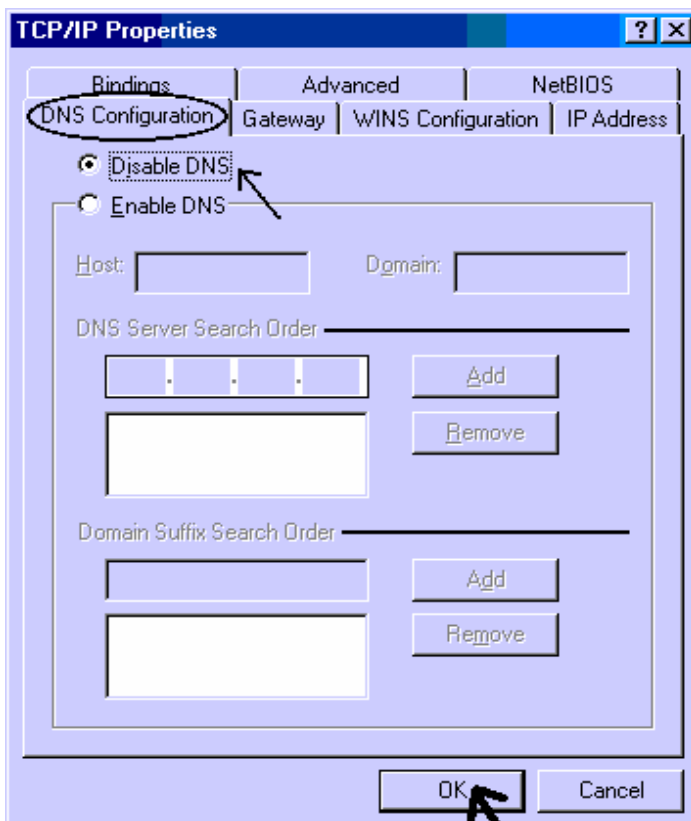 TCP/IP Properties
Bindings Advanced NetBIOS
DNS Configuration Gateway WINS Configuration IP Address
Disable DNS
Enable DNS
Host: Domain:
DNS Server Search Order
Add
Remove
Domain Suffix Search Order
Add
Remove
OK Cancel